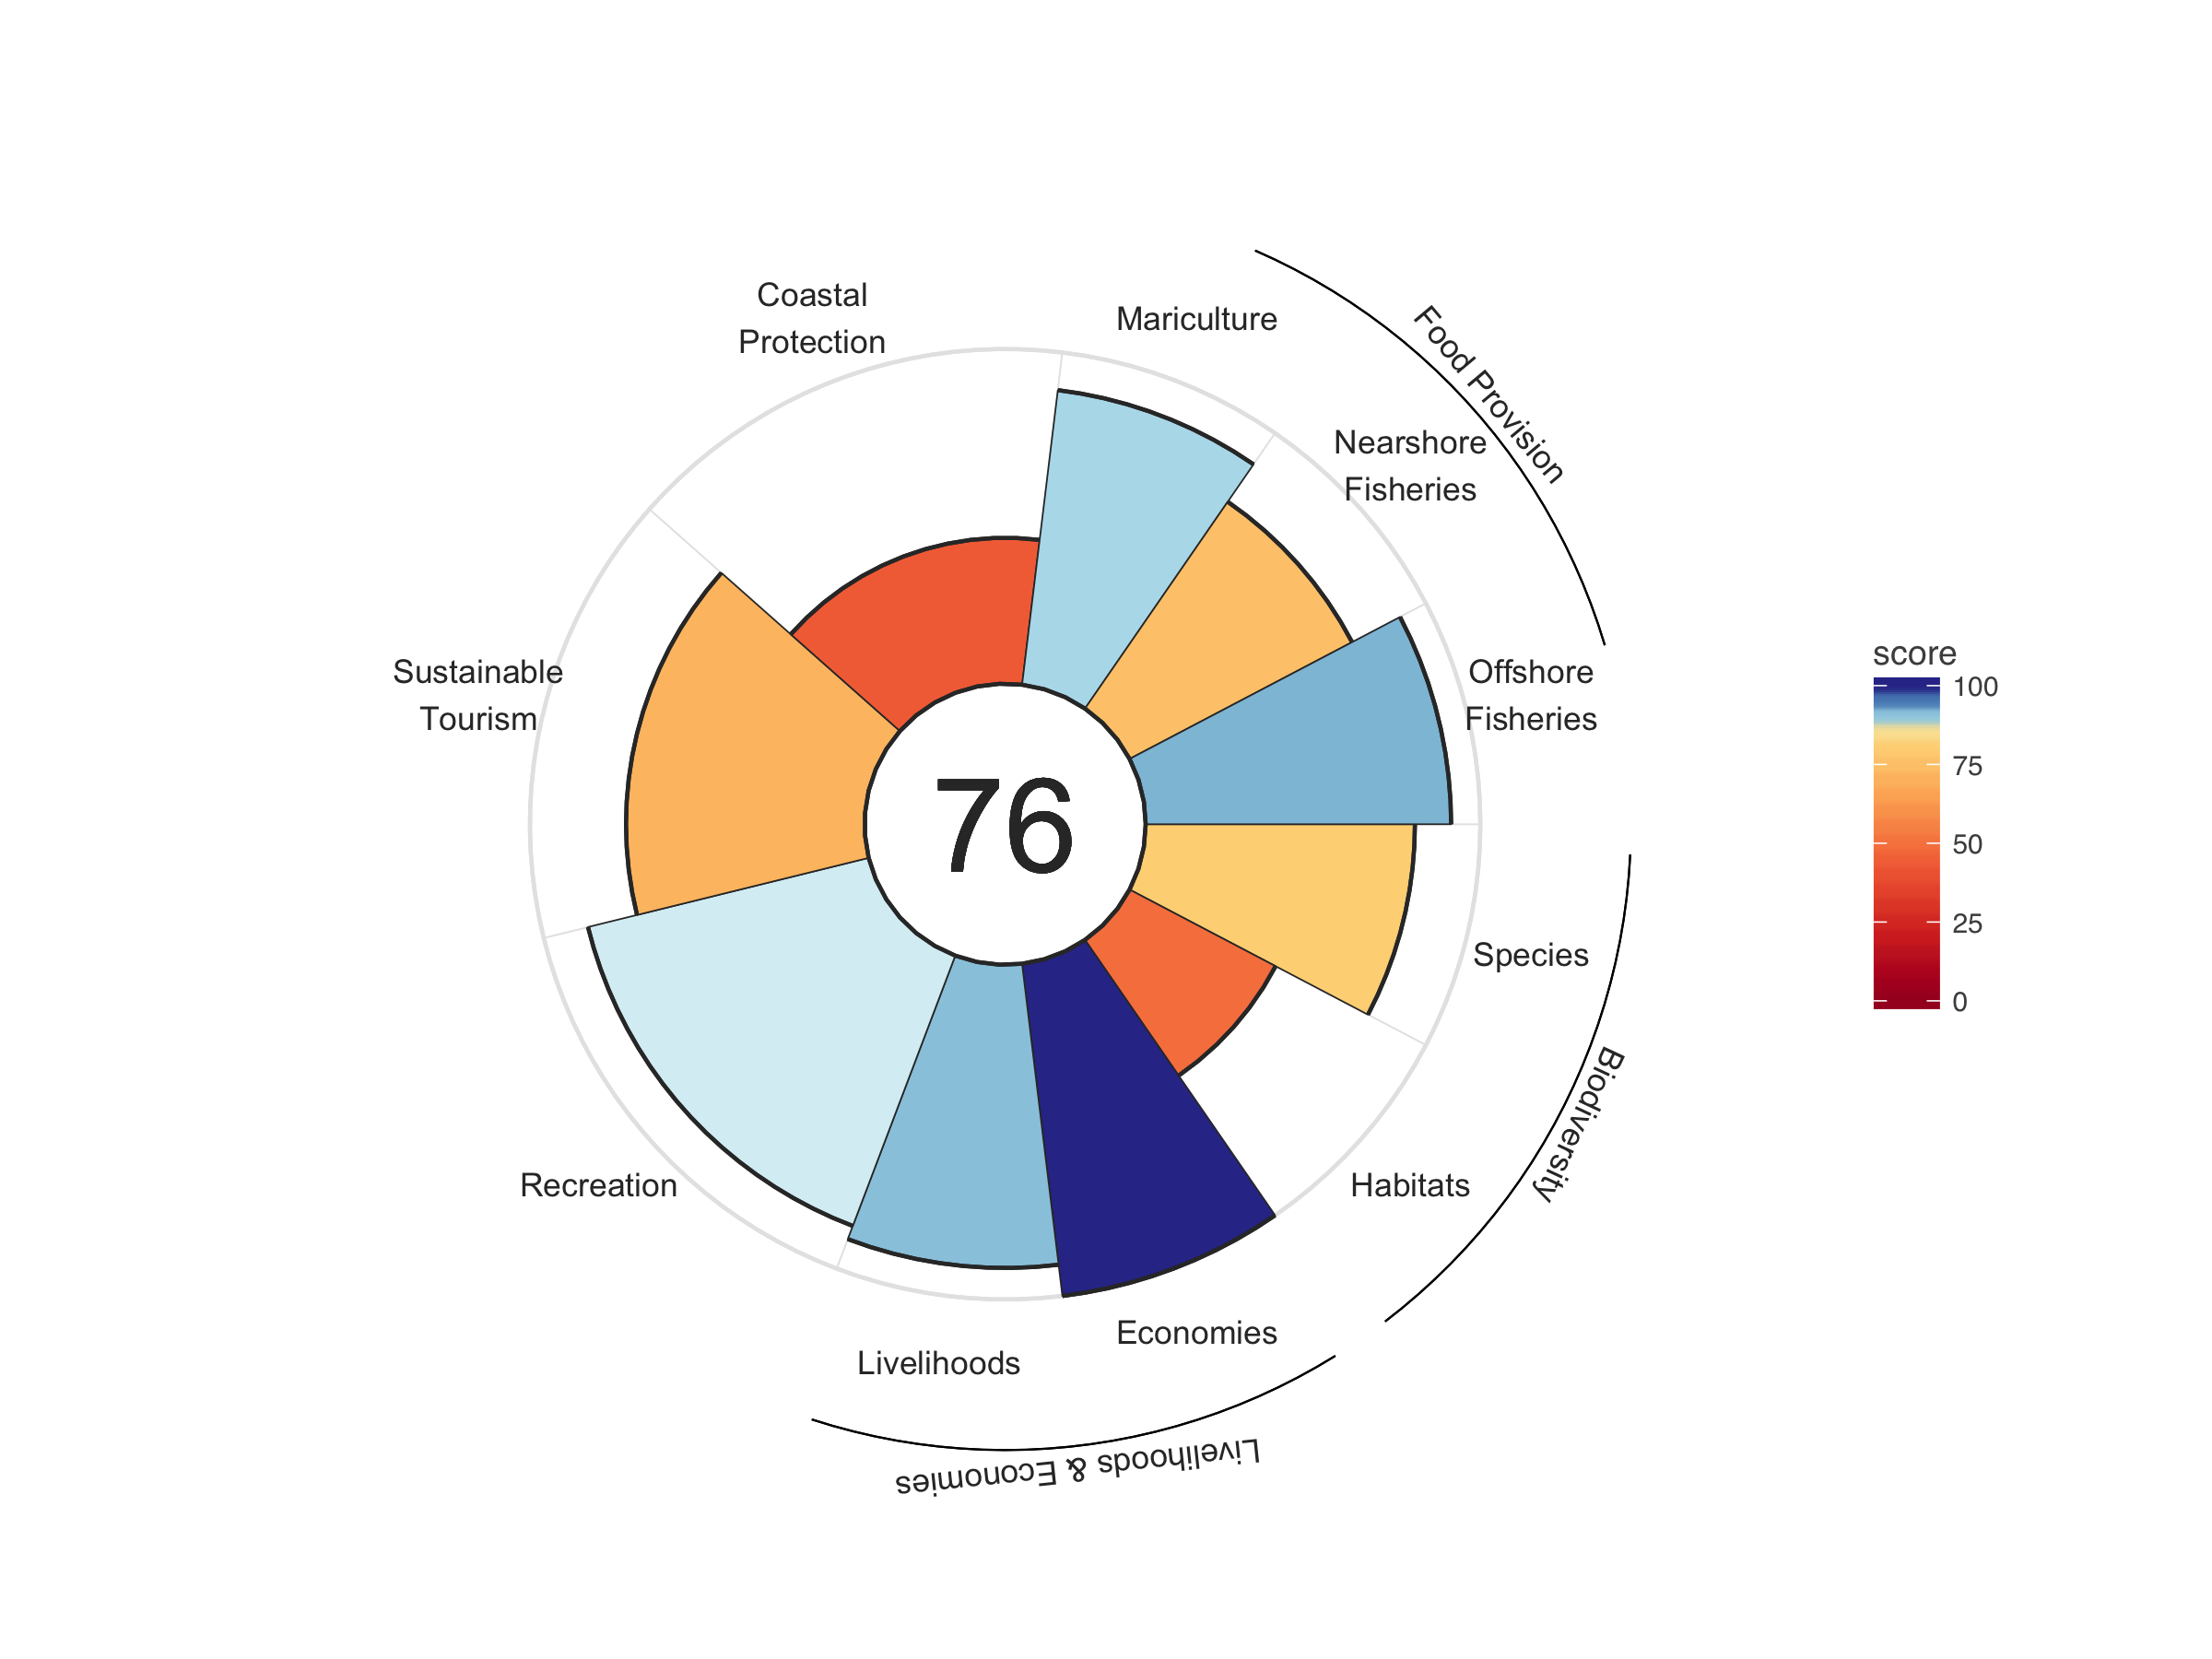 Coastal
Protection
Mariculture
Food Provision
Nearshore
Fisheries
Sustainable
Tourism
Offshore
Fisheries
76
Species
Biodiversity
Recreation
Habitats
Economies
Livelihoods
Livelihoods & Economies
score
100
75
50
25
0